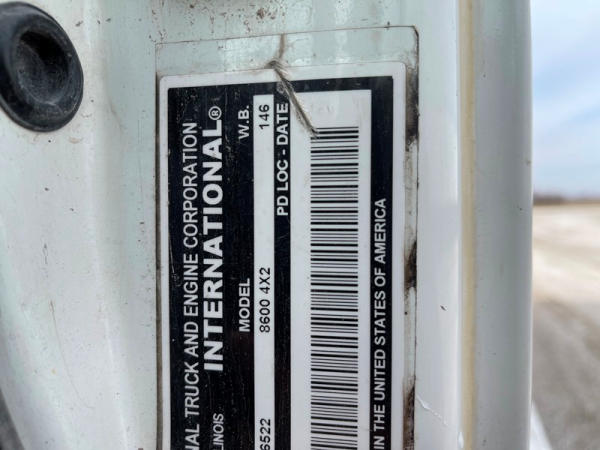 NAL TRUCK AND ENGINE CORPORATION
LINOIS INTERNATIONAL®
MODEL W.B.
6522 8600 4X2 146
PD LOC - DATE
IN THE UNITED STATES OF AMERICA